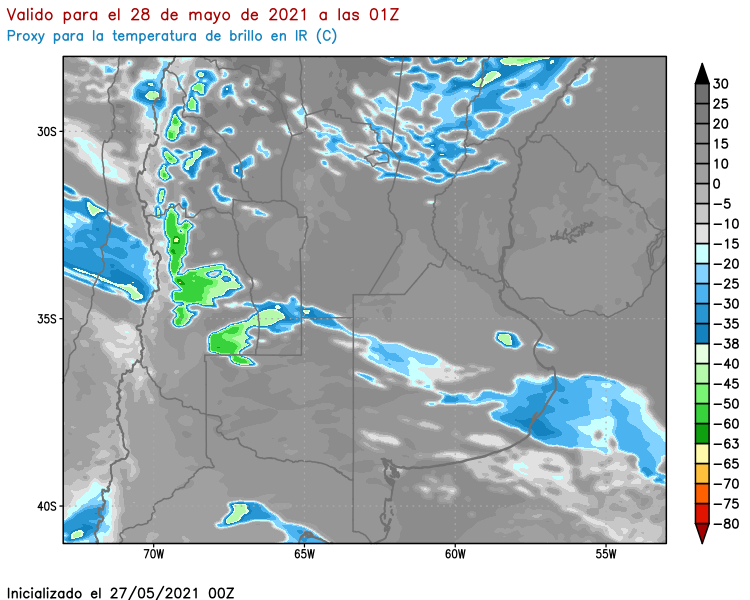 Valido para el 28 de mayo de 2021 a las 01Z
Proxy para la temperatura de brillo en IR (C)
30S
35S
40S
70W
65W
60W
55W
30
25
20
15
10
0
−5
−10
−15
−20
−25
−30
−35
−38
−40
−45
−50
−60
−63
−65
−70
−75
−80
Inicializado el 27/05/2021 00Z